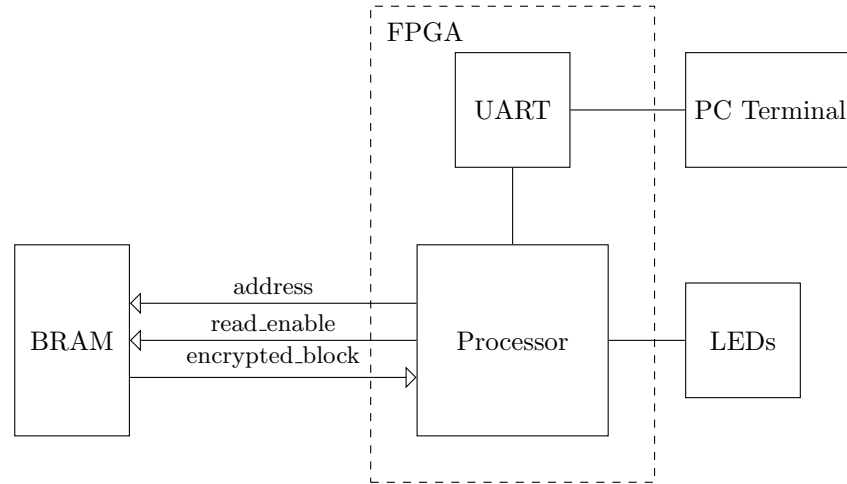 FPGA
UART
PC Terminal
address
read_enable
encrypted_block
BRAM
Processor
LEDs